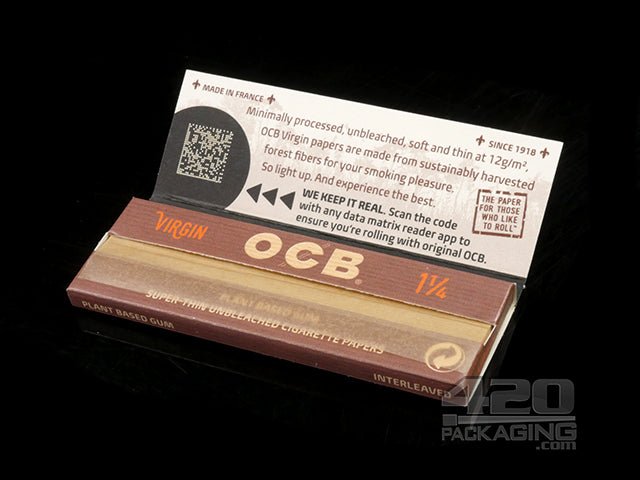 MADE IN FRANCE
SINCE 1918
Minimally processed, unbleached, soft and thin at 12g/m²,
OCB Virgin papers are made from sustainably harvested
forest fibers for your smoking pleasure.
So light up. And experience the best.
WE KEEP IT REAL. Scan the code
with any data matrix reader app to
ensure you're rolling with original OCB.
THE PAPER
FOR THOSE
WHO LIKE
TO ROLL™
VIRGIN
OCB®
1¼
PLANT BASED GUM
SUPER-THIN UNBLEACHED CIGARETTE PAPERS
PLANT BASED GUM
INTERLEAVED
420
PACKAGING.com